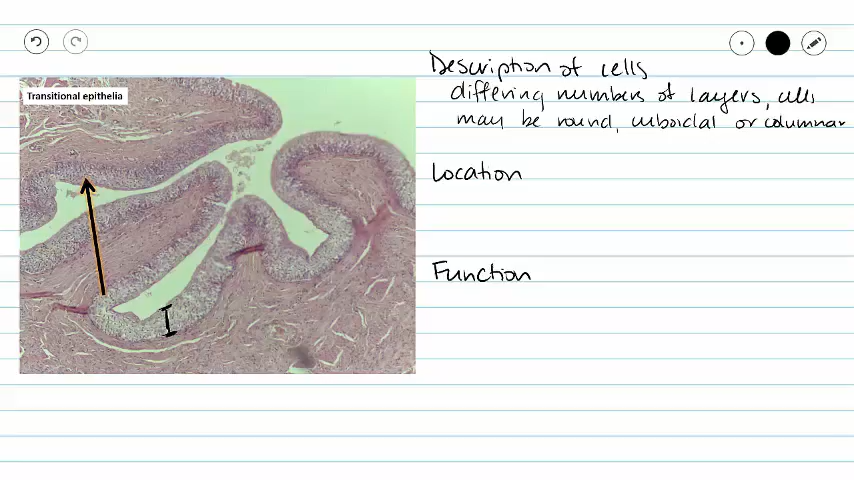 Transitional epithelia
Description of cells
differing numbers of layers, cells
may be round, cuboidal or columnar
Location
Function